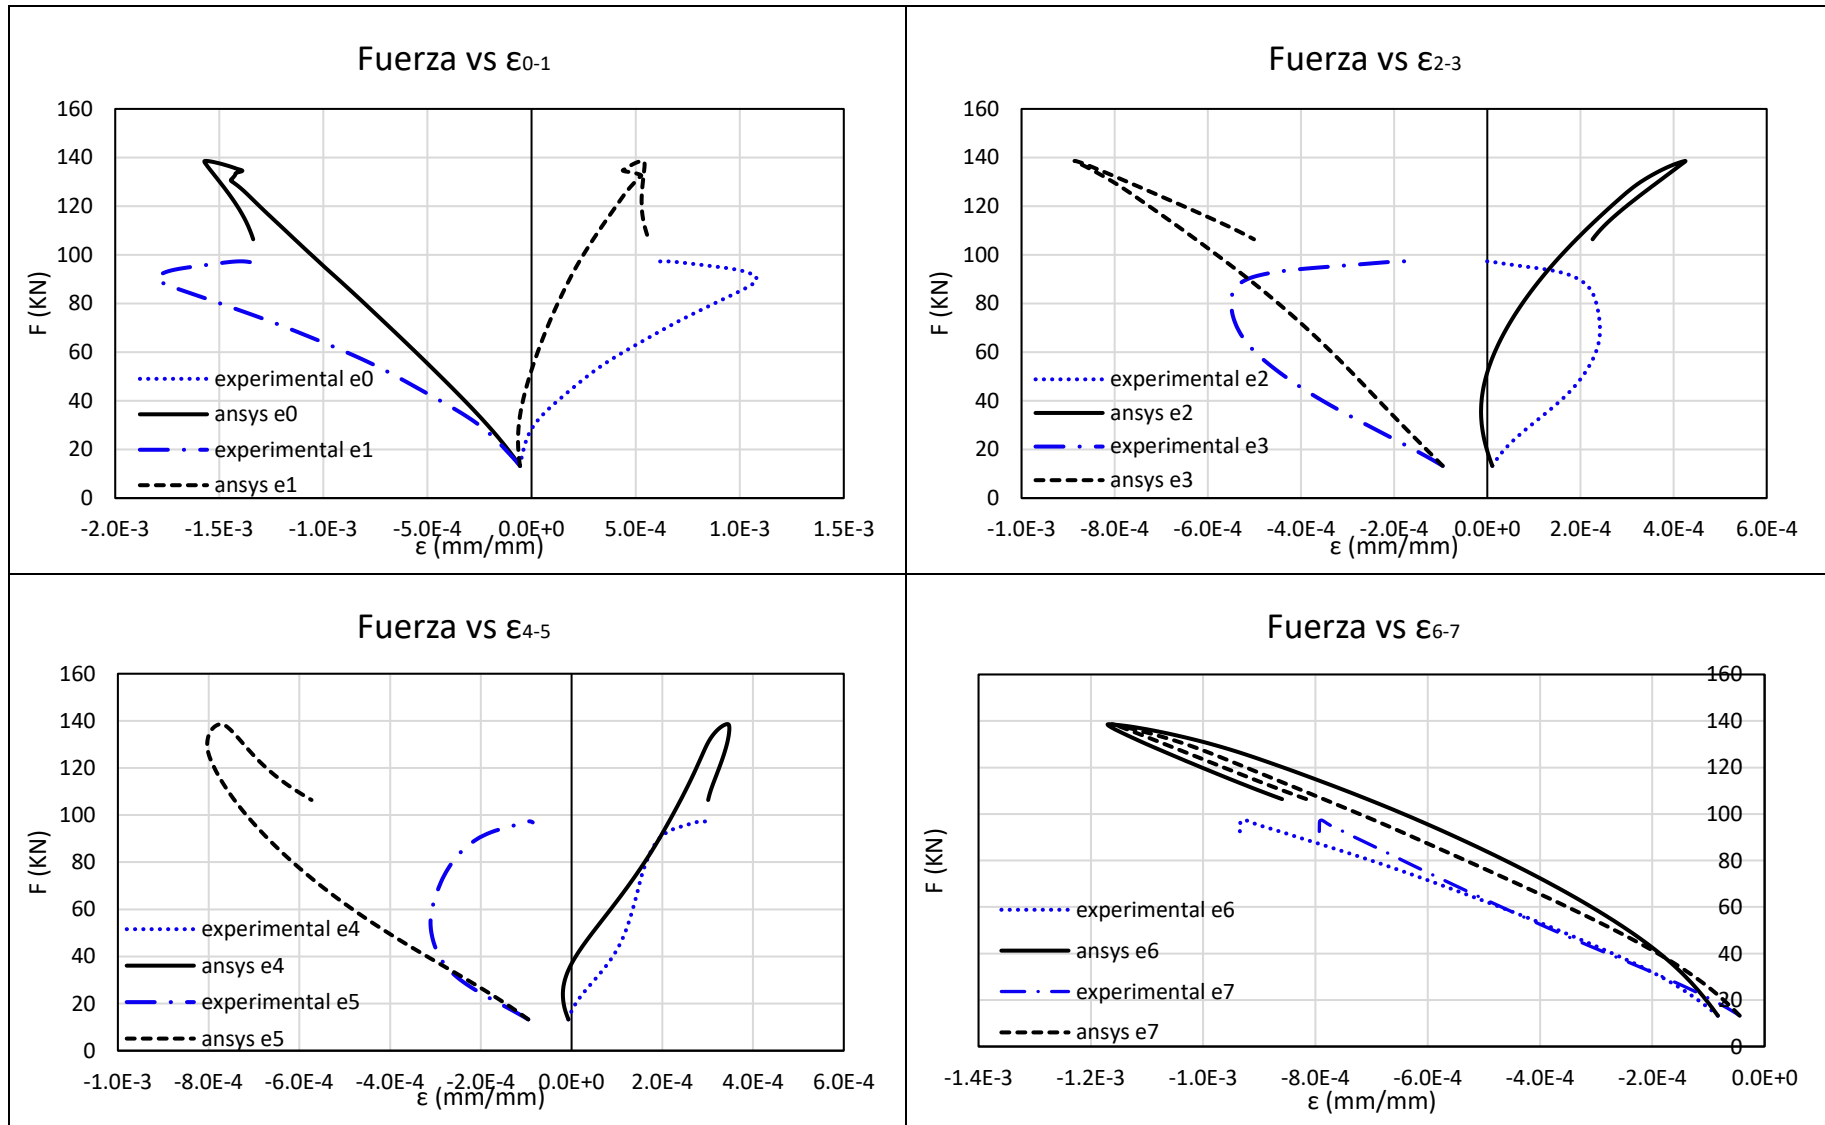 Fuerza vs ε0-1
160
140
120
100
80
60
40
20
0
F (KN)
experimental e0
ansys e0
experimental e1
ansys e1
-2.0E-3 -1.5E-3 -1.0E-3 -5.0E-4 0.0E+0 5.0E-4 1.0E-3 1.5E-3
ε (mm/mm)
Fuerza vs ε2-3
160
140
120
100
80
60
40
20
0
F (KN)
experimental e2
ansys e2
experimental e3
ansys e3
-1.0E-3 -8.0E-4 -6.0E-4 -4.0E-4 -2.0E-4 0.0E+0 2.0E-4 4.0E-4 6.0E-4
ε (mm/mm)
Fuerza vs ε4-5
160
140
120
100
80
60
40
20
0
F (KN)
experimental e4
ansys e4
experimental e5
ansys e5
-1.0E-3 -8.0E-4 -6.0E-4 -4.0E-4 -2.0E-4 0.0E+0 2.0E-4 4.0E-4 6.0E-4
ε (mm/mm)
Fuerza vs ε6-7
160
140
120
100
80
60
40
20
0
F (KN)
experimental e6
ansys e6
experimental e7
ansys e7
-1.4E-3 -1.2E-3 -1.0E-3 -8.0E-4 -6.0E-4 -4.0E-4 -2.0E-4 0.0E+0
ε (mm/mm)